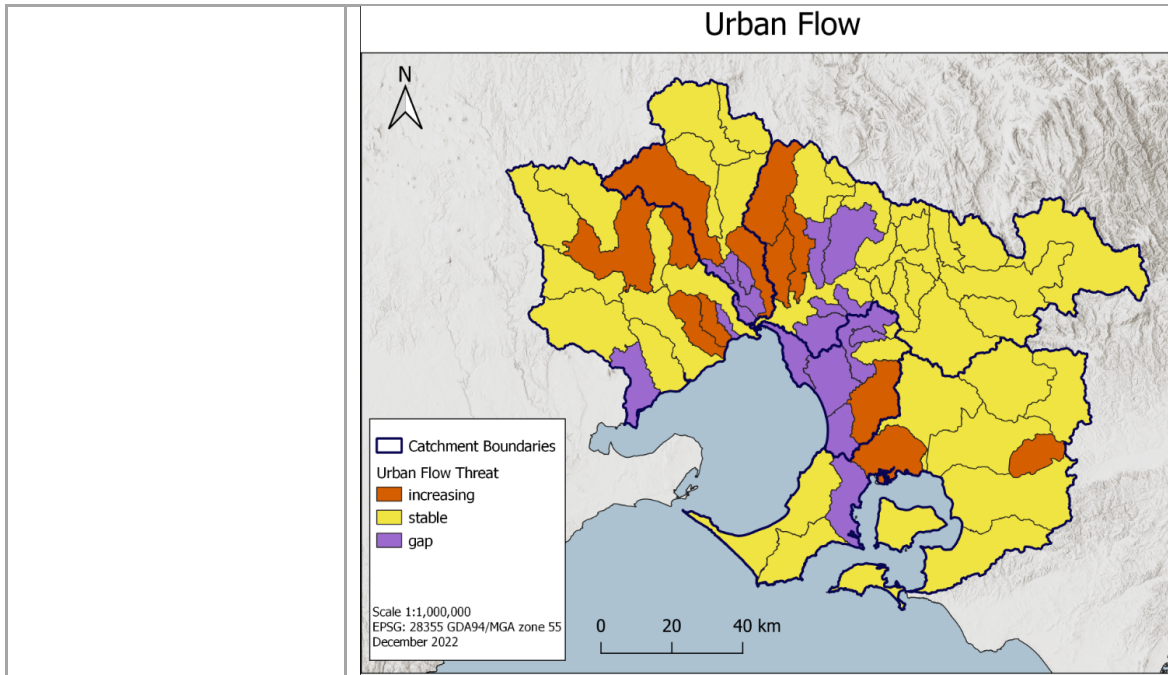 Urban Flow
N
Catchment Boundaries
Urban Flow Threat
increasing
stable
gap
Scale 1:1,000,000
EPSG: 28355 GDA94/MGA zone 55
December 2022
0 20 40 km